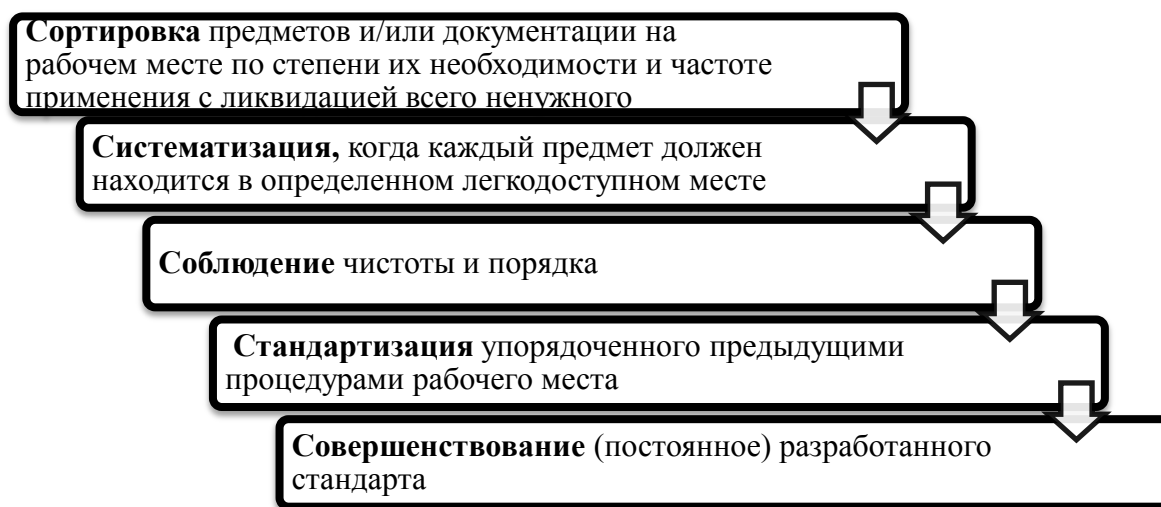 Сортировка предметов и/или документации на
рабочем месте по степени их необходимости и частоте
применения с ликвидацией всего ненужного
Систематизация, когда каждый предмет должен
находится в определенном легкодоступном месте
Соблюдение чистоты и порядка
Стандартизация упорядоченного предыдущими
процедурами рабочего места
Совершенствование (постоянное) разработанного
стандарта